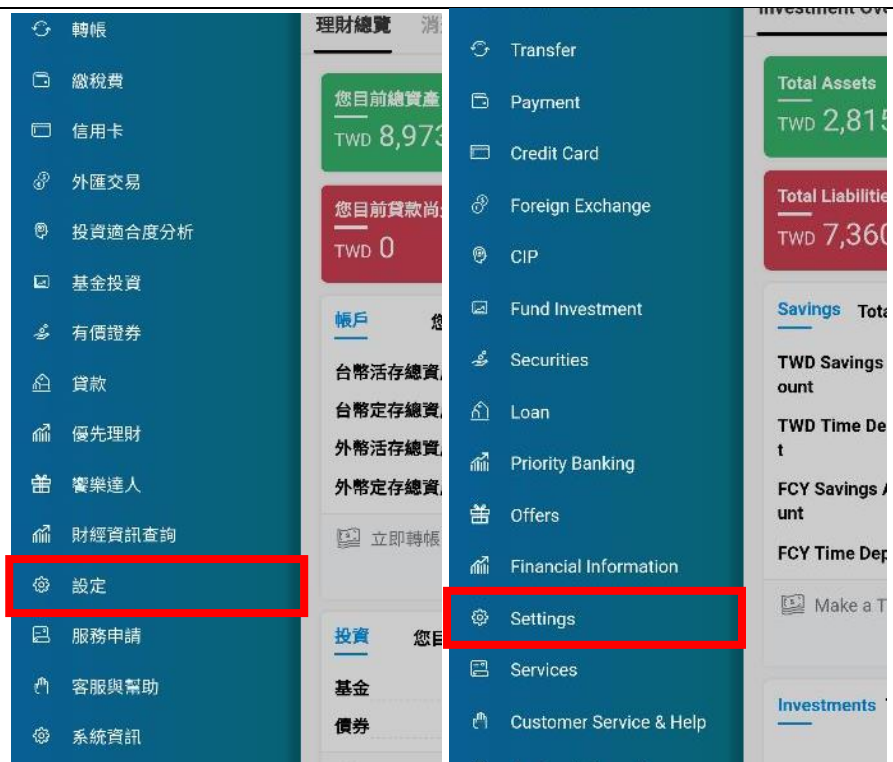 轉帳
繳稅費
信用卡
外匯交易
投資適合度分析
基金投資
有價證券
貸款
優先理財
饗樂達人
財經資訊查詢
設定
服務申請
客服與幫助
系統資訊
理財總覽 消
您目前總資產
TWD 8,973
您目前貸款尚
TWD 0
帳戶 您
台幣活存總資
台幣定存總資
外幣活存總資
外幣定存總資
立即轉帳
投資 您目
基金
債券
Transfer
Payment
Credit Card
Foreign Exchange
CIP
Fund Investment
Securities
Loan
Priority Banking
Offers
Financial Information
Settings
Services
Customer Service & Help
Investment Ove
Total Assets
TWD 2,815
Total Liabilitie
TWD 7,360
Savings Tota
TWD Savings
ount
TWD Time De
t
FCY Savings A
unt
FCY Time Dep
Make a T
Investments